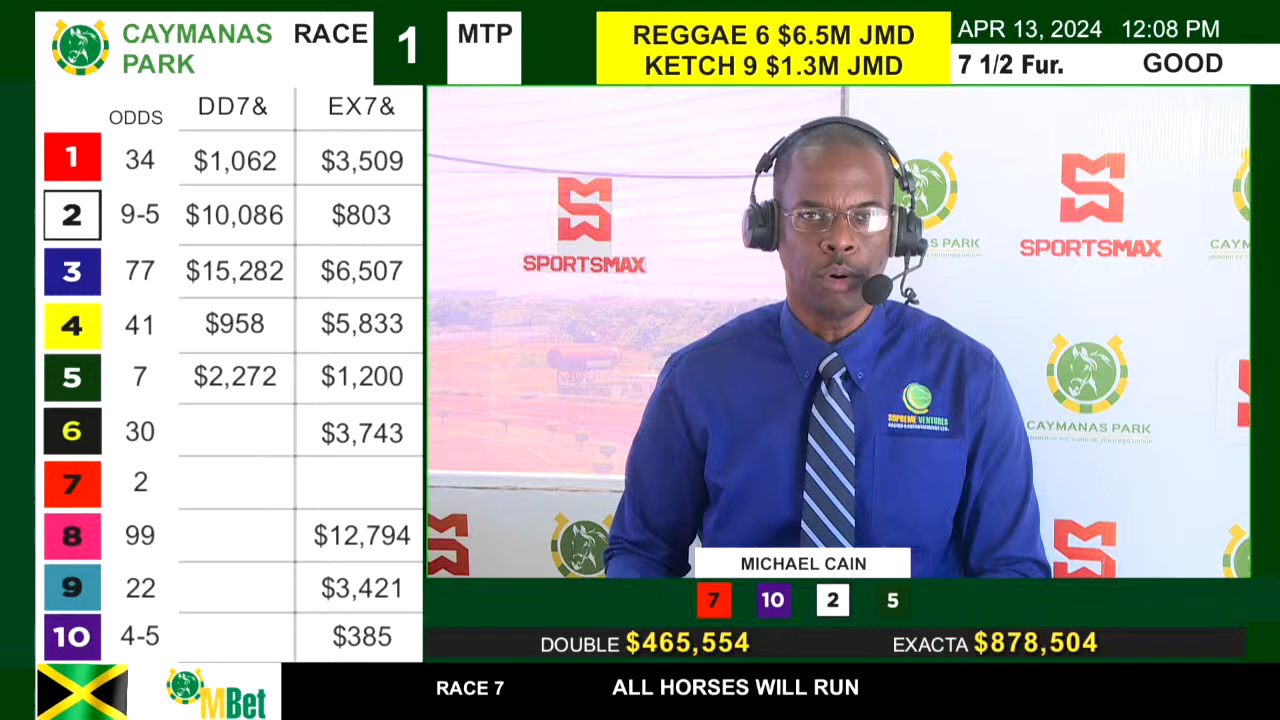 CAYMANAS PARK
RACE 1
MTP
REGGAE 6 $6.5M JMD
KETCH 9 $1.3M JMD
APR 13, 2024 12:08 PM
7 1/2 Fur. GOOD
ODDS DD7& EX7&
1 34 $1,062 $3,509
2 9-5 $10,086 $803
3 77 $15,282 $6,507
4 41 $958 $5,833
5 7 $2,272 $1,200
6 30 $3,743
7 2
8 99 $12,794
9 22 $3,421
10 4-5 $385
SPORTSMAX
SPORTSMAX
CAYMANAS PARK
SUPREME VENTURES
MICHAEL CAIN
7 10 2 5
DOUBLE $465,554 EXACTA $878,504
MBet
RACE 7 ALL HORSES WILL RUN